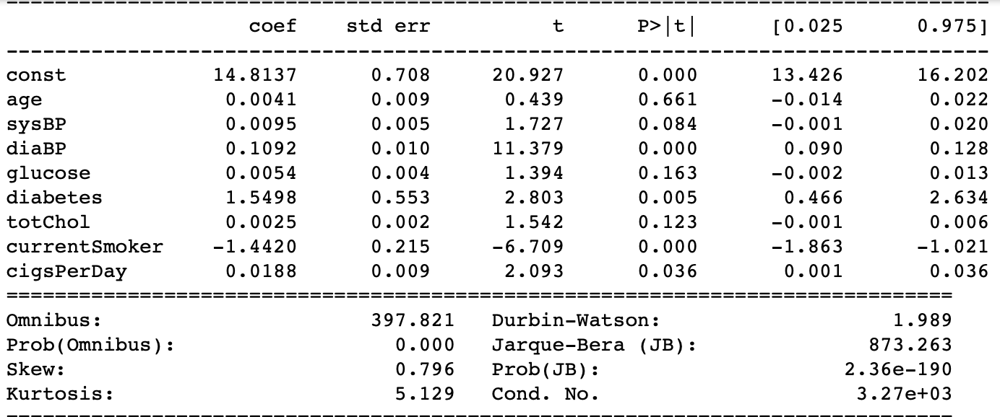 ==============================================================================
coef std err t P>|t| [0.025 0.975]
------------------------------------------------------------------------------
const 14.8137 0.708 20.927 0.000 13.426 16.202
age 0.0041 0.009 0.439 0.661 -0.014 0.022
sysBP 0.0095 0.005 1.727 0.084 -0.001 0.020
diaBP 0.1092 0.010 11.379 0.000 0.090 0.128
glucose 0.0054 0.004 1.394 0.163 -0.002 0.013
diabetes 1.5498 0.553 2.803 0.005 0.466 2.634
totChol 0.0025 0.002 1.542 0.123 -0.001 0.006
currentSmoker -1.4420 0.215 -6.709 0.000 -1.863 -1.021
cigsPerDay 0.0188 0.009 2.093 0.036 0.001 0.036
==============================================================================
Omnibus: 397.821 Durbin-Watson: 1.989
Prob(Omnibus): 0.000 Jarque-Bera (JB): 873.263
Skew: 0.796 Prob(JB): 2.36e-190
Kurtosis: 5.129 Cond. No. 3.27e+03
==============================================================================